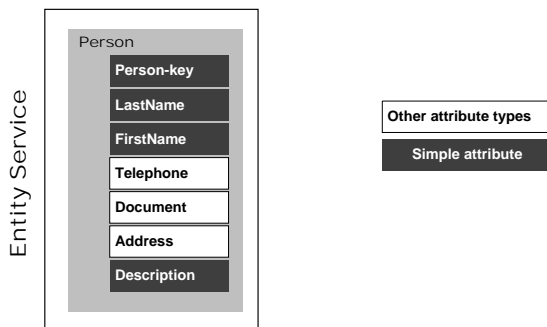 Entity Service
Person
Person-key
LastName
FirstName
Telephone
Document
Address
Description
Other attribute types
Simple attribute